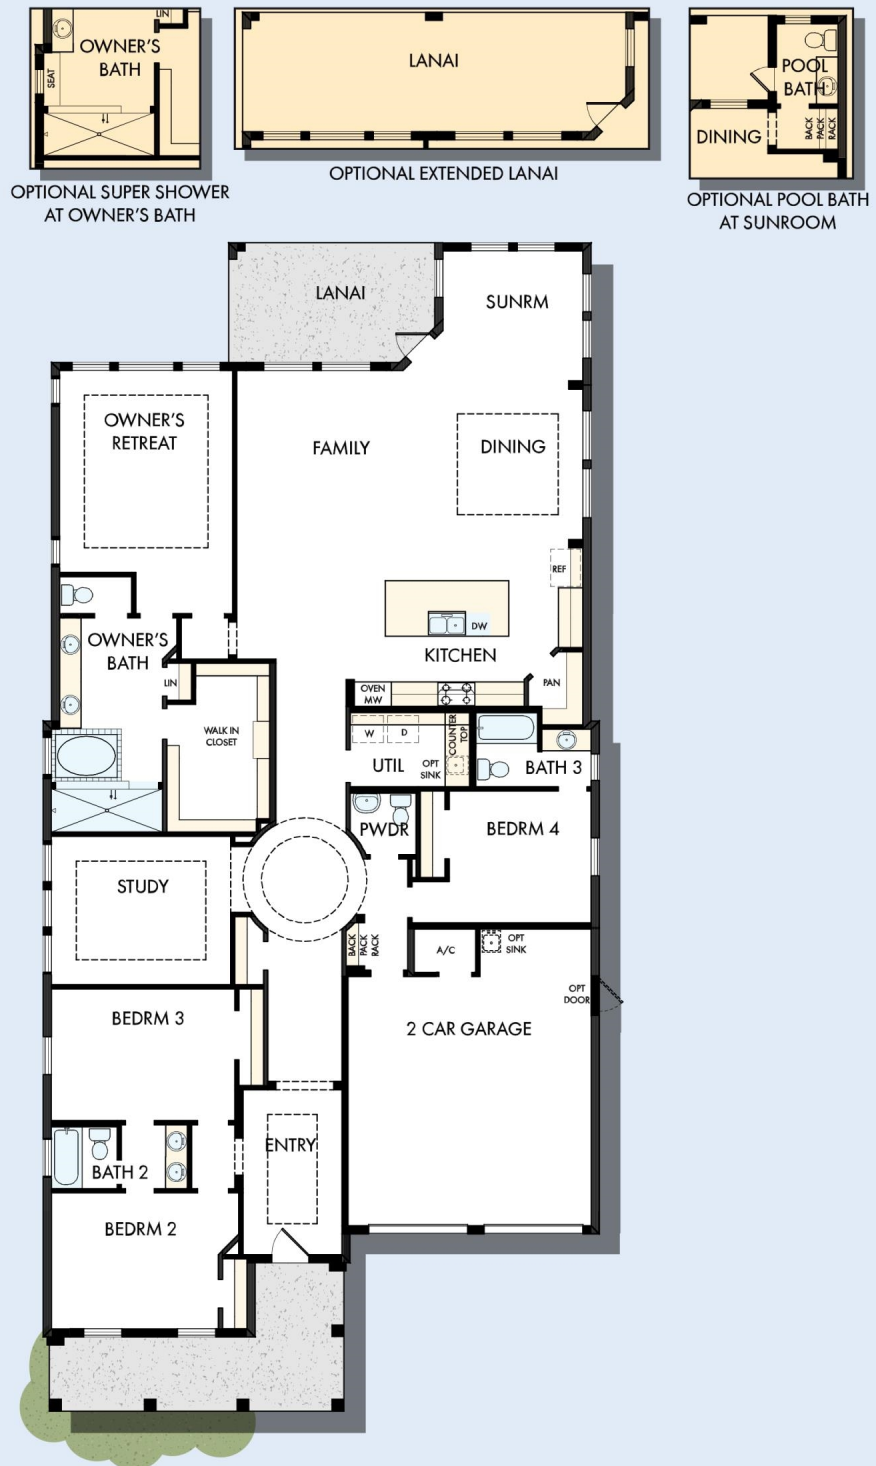 LIN
OWNER'S
BATH
SEAT
OPTIONAL SUPER SHOWER
AT OWNER'S BATH
LANAI
OPTIONAL EXTENDED LANAI
POOL
BATH
DINING
BACK
PACK
RACK
OPTIONAL POOL BATH
AT SUNROOM
LANAI
SUNRM
OWNER'S
RETREAT
FAMILY
DINING
REF
DW
OWNER'S
BATH
KITCHEN
LIN
OVEN
MW
PAN
WALK IN
CLOSET
W
D
COUNTER
TOP
UTIL
OPT
SINK
BATH 3
PWDR
BEDRM 4
STUDY
BACK
PACK
RACK
A/C
OPT
SINK
OPT
DOOR
BEDRM 3
2 CAR GARAGE
ENTRY
BATH 2
BEDRM 2